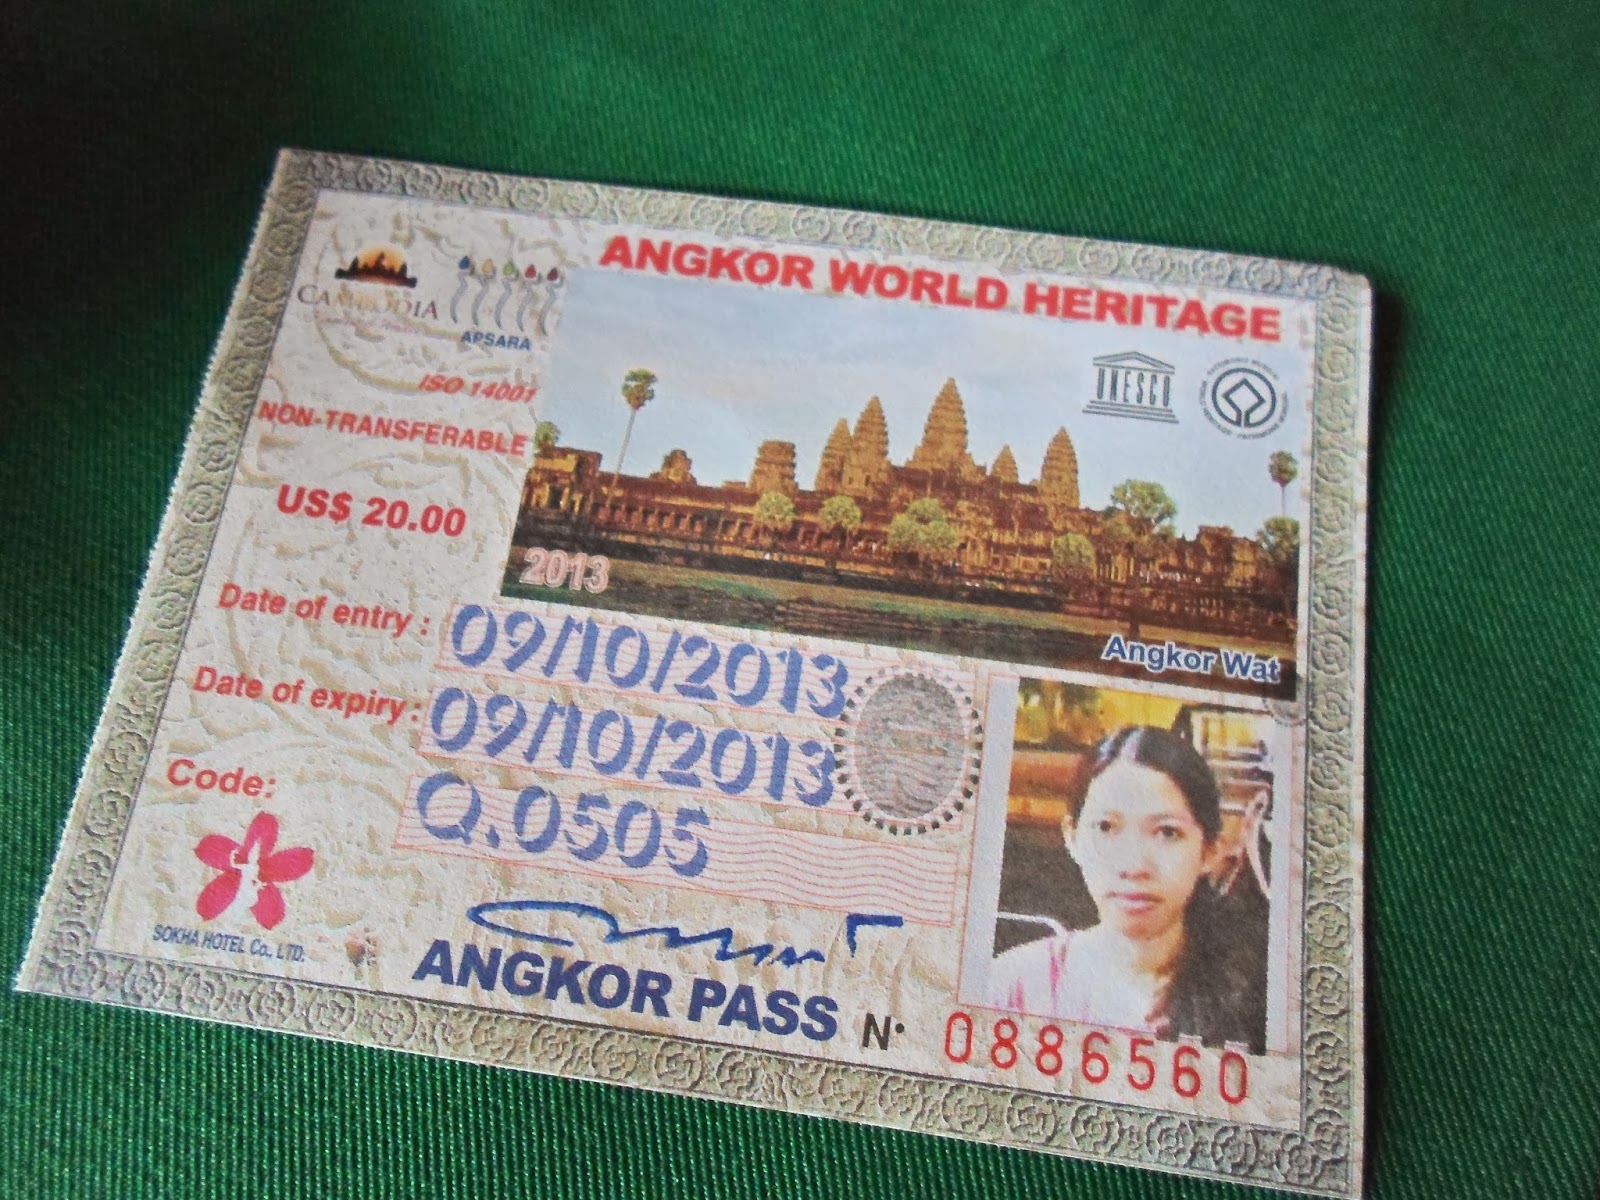 ANGKOR WORLD HERITAGE
CAMBODIA
APSARA
UNESCO
ISO 14001
NON-TRANSFERABLE
US$ 20.00
2013
Angkor Wat
Date of entry : 09/10/2013
Date of expiry : 09/10/2013
Code: Q.0505
SOKHA HOTEL Co., LTD.
ANGKOR PASS
N° 0886560